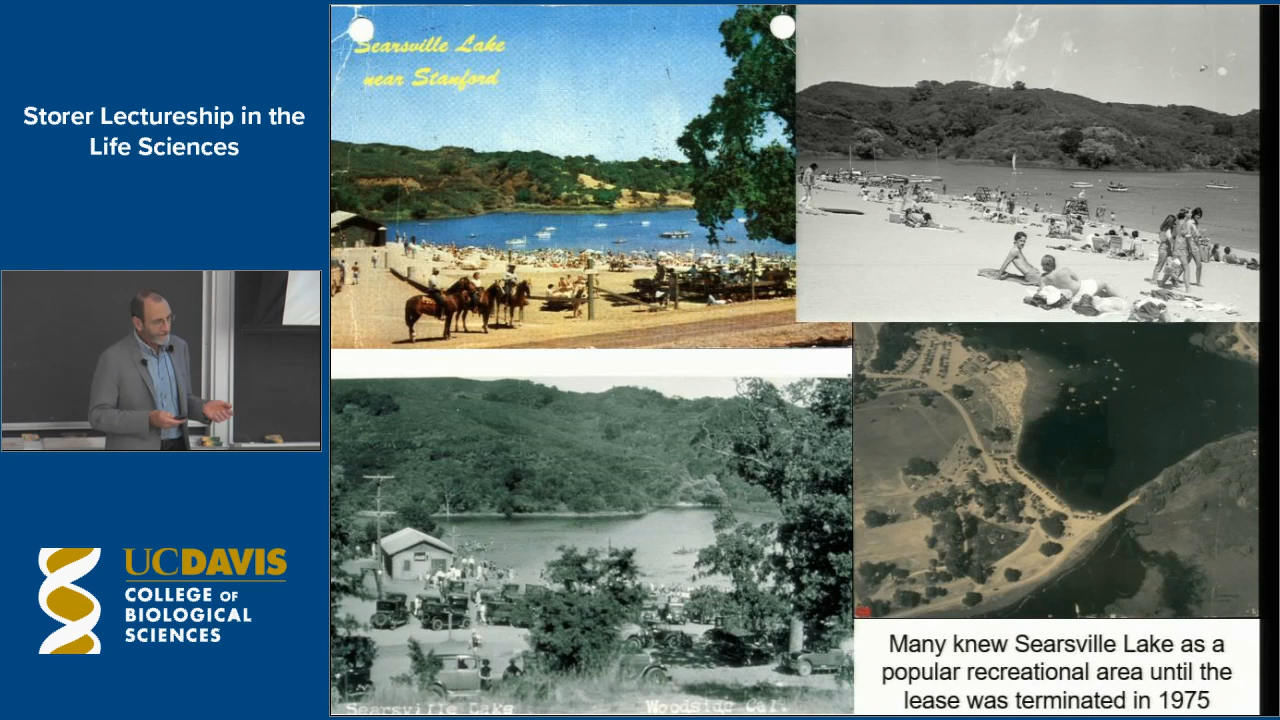 Storer Lectureship in the
Life Sciences
UCDAVIS
COLLEGE OF
BIOLOGICAL
SCIENCES
Searsville Lake
near Stanford
Searsville Lake Woodside Cal.
Many knew Searsville Lake as a
popular recreational area until the
lease was terminated in 1975